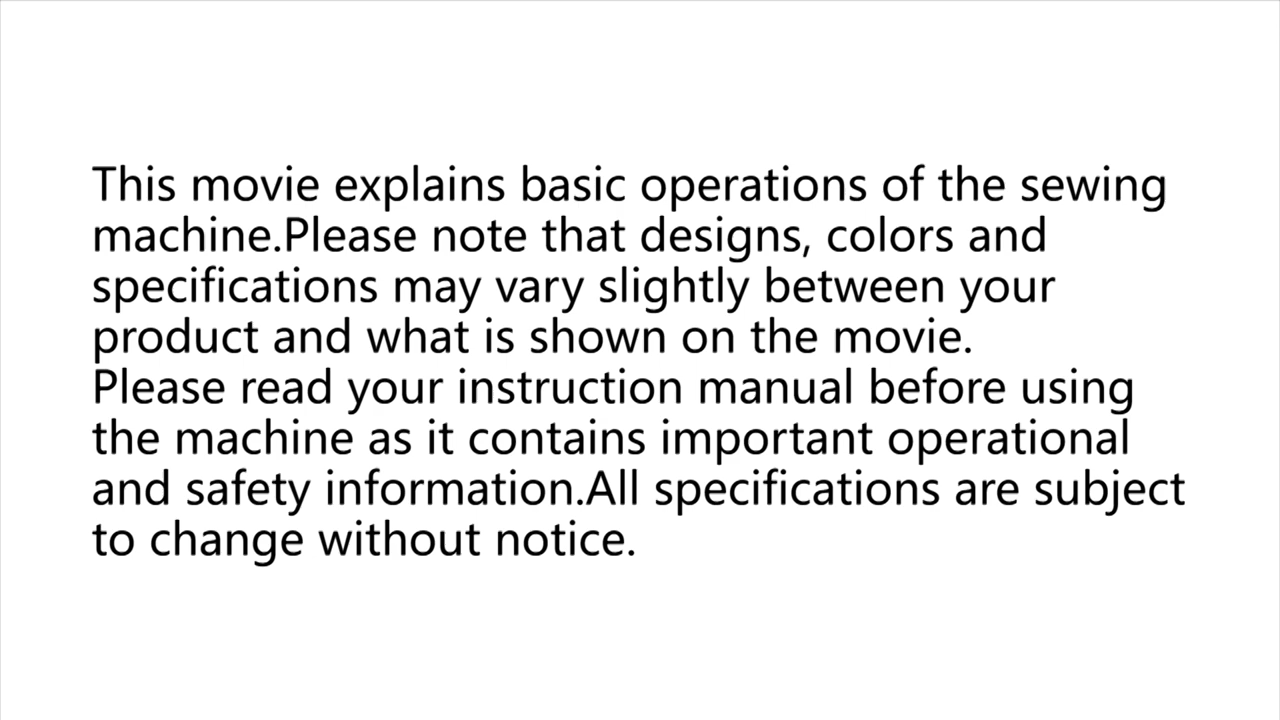 This movie explains basic operations of the sewing
machine.Please note that designs, colors and
specifications may vary slightly between your
product and what is shown on the movie.
Please read your instruction manual before using
the machine as it contains important operational
and safety information.All specifications are subject
to change without notice.